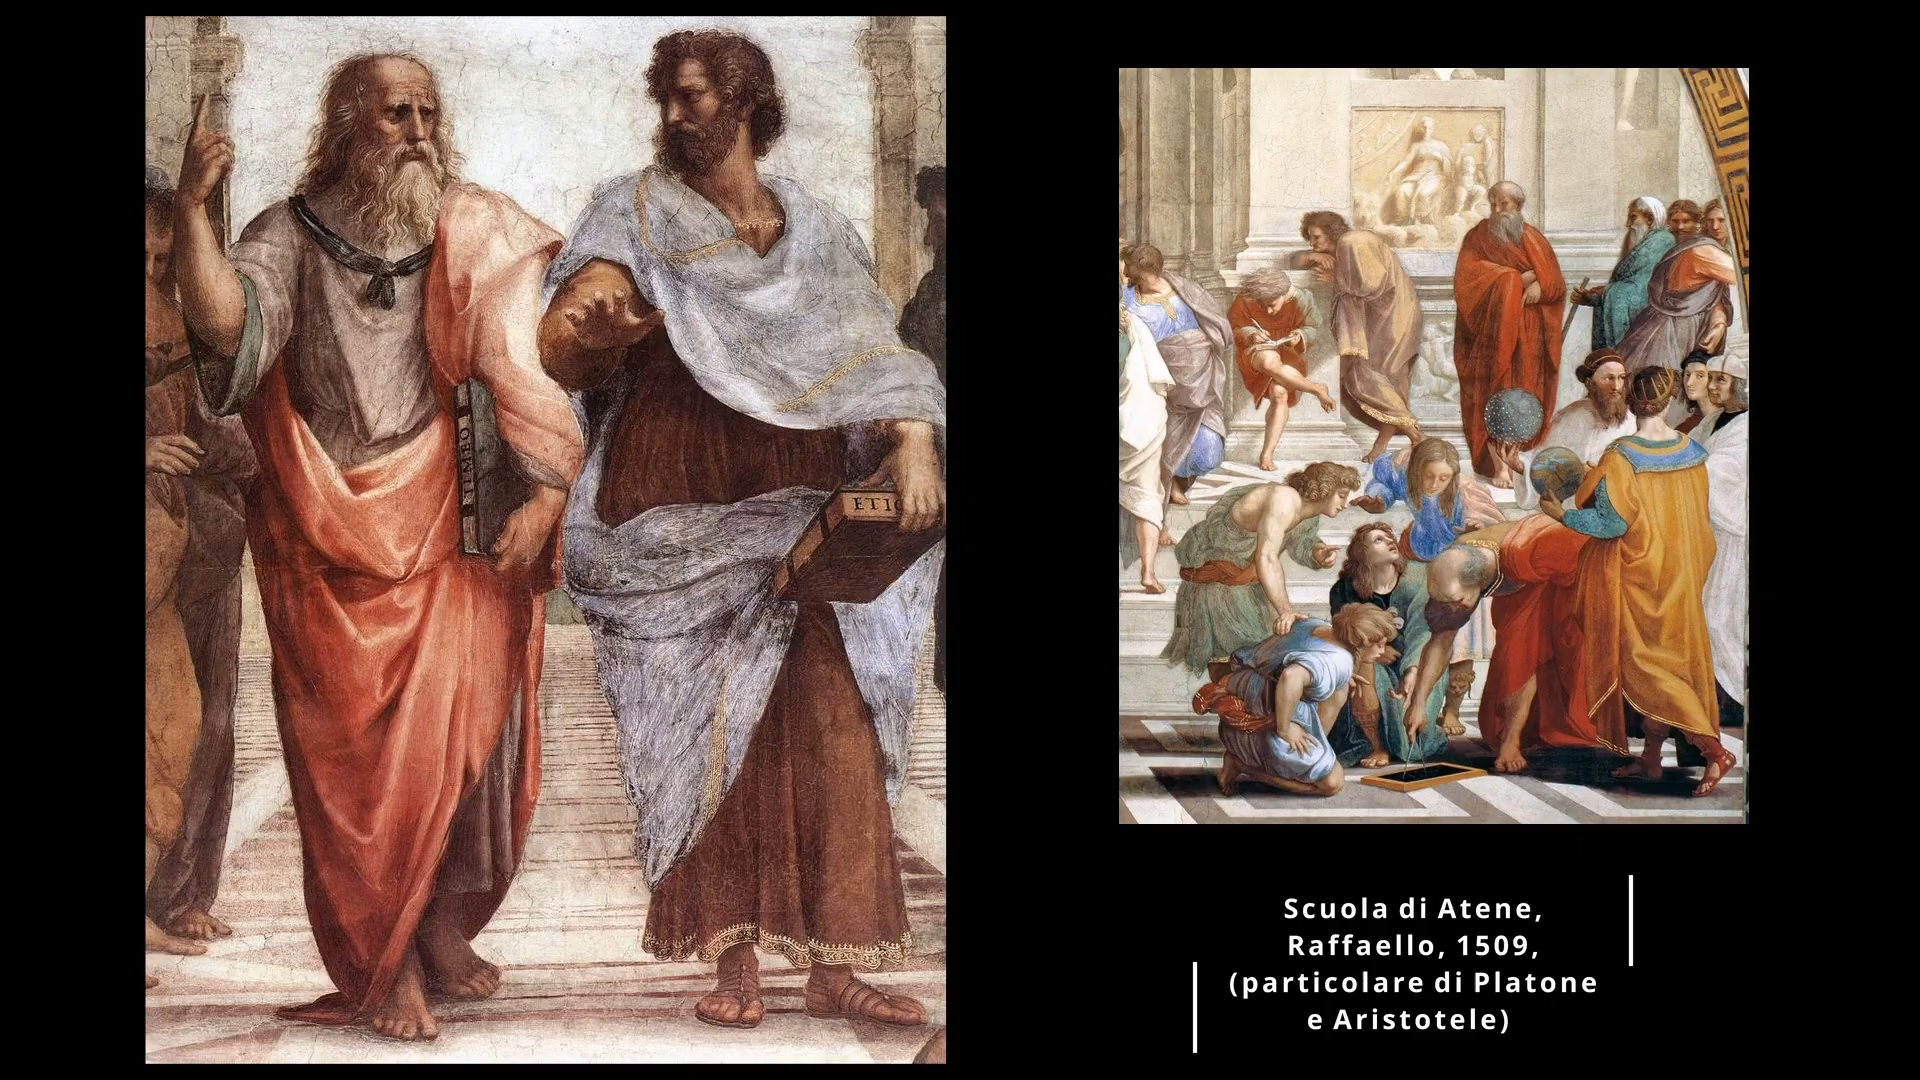 TIMEO
ETIC
Scuola di Atene,
Raffaello, 1509,
(particolare di Platone
e Aristotele)